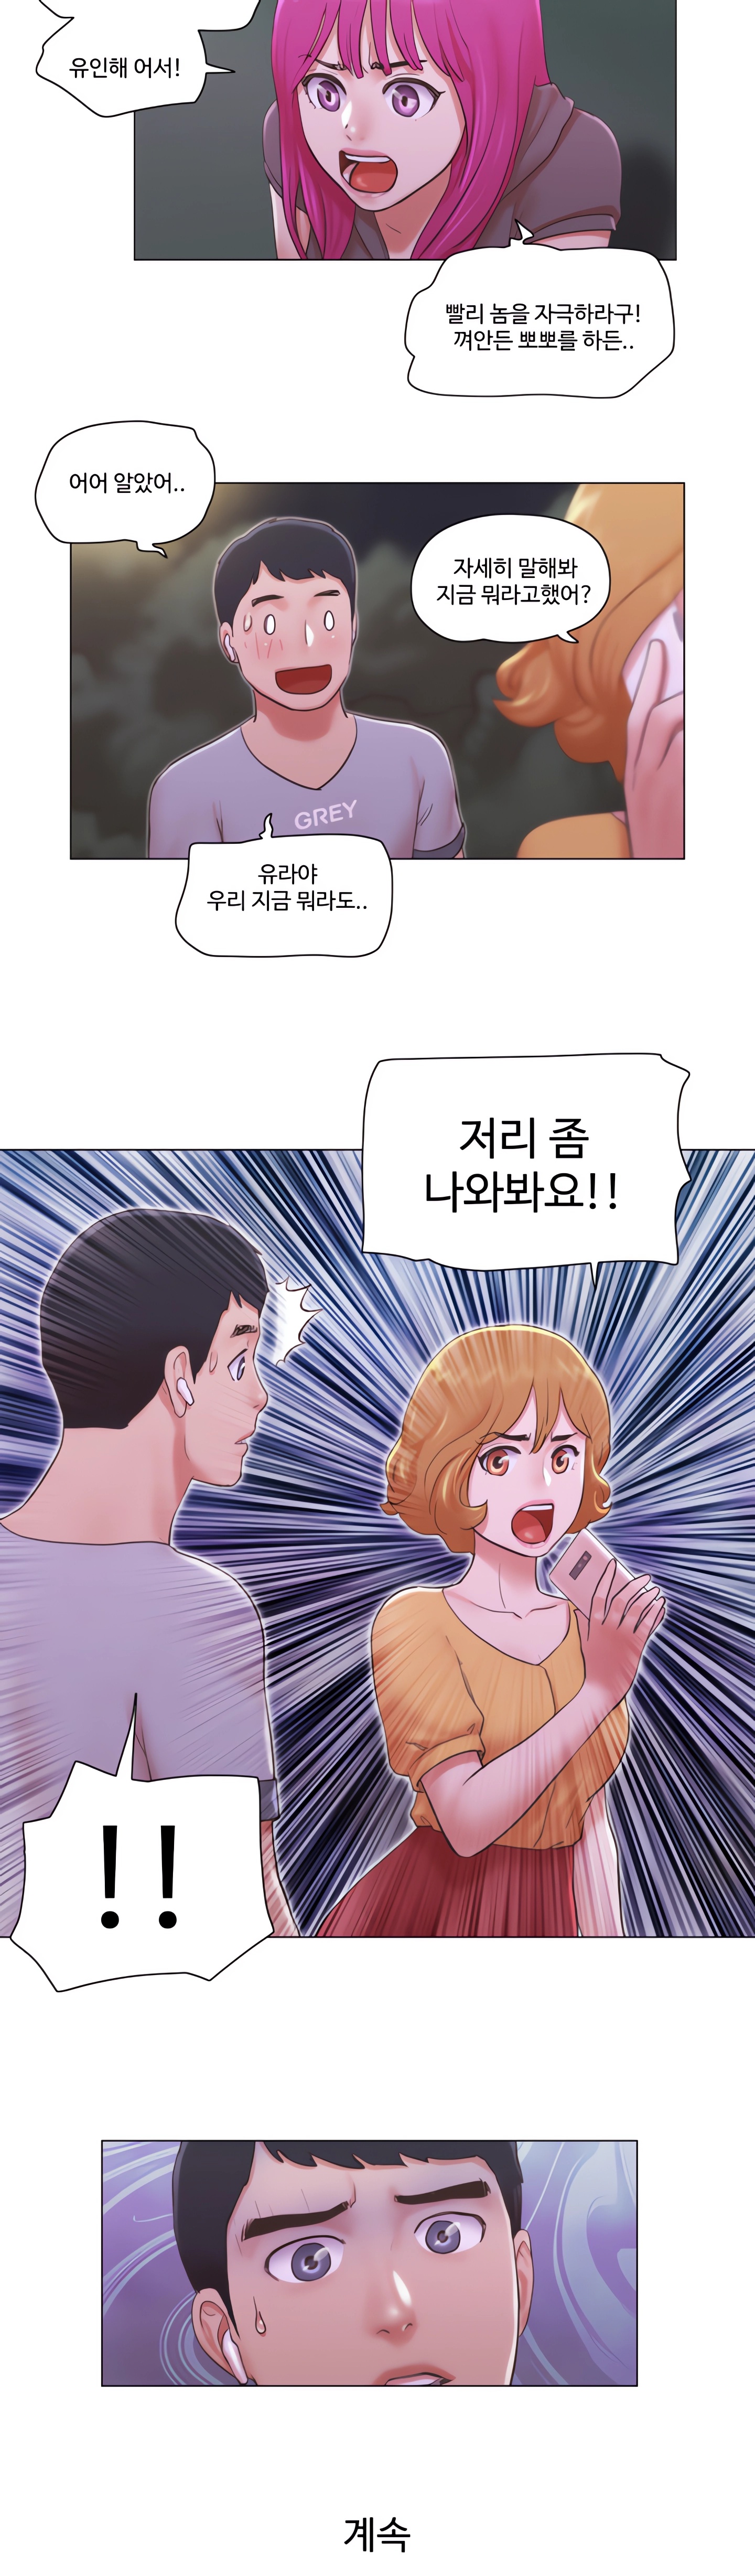 유인해 어서!
빨리 놈을 자극하라구!
껴안든 뽀뽀를 하든..
어어 알았어..
자세히 말해봐
지금 뭐라고했어?
GREY
유라야
우리 지금 뭐라도..
저리 좀
나와봐요!!
!!
계속